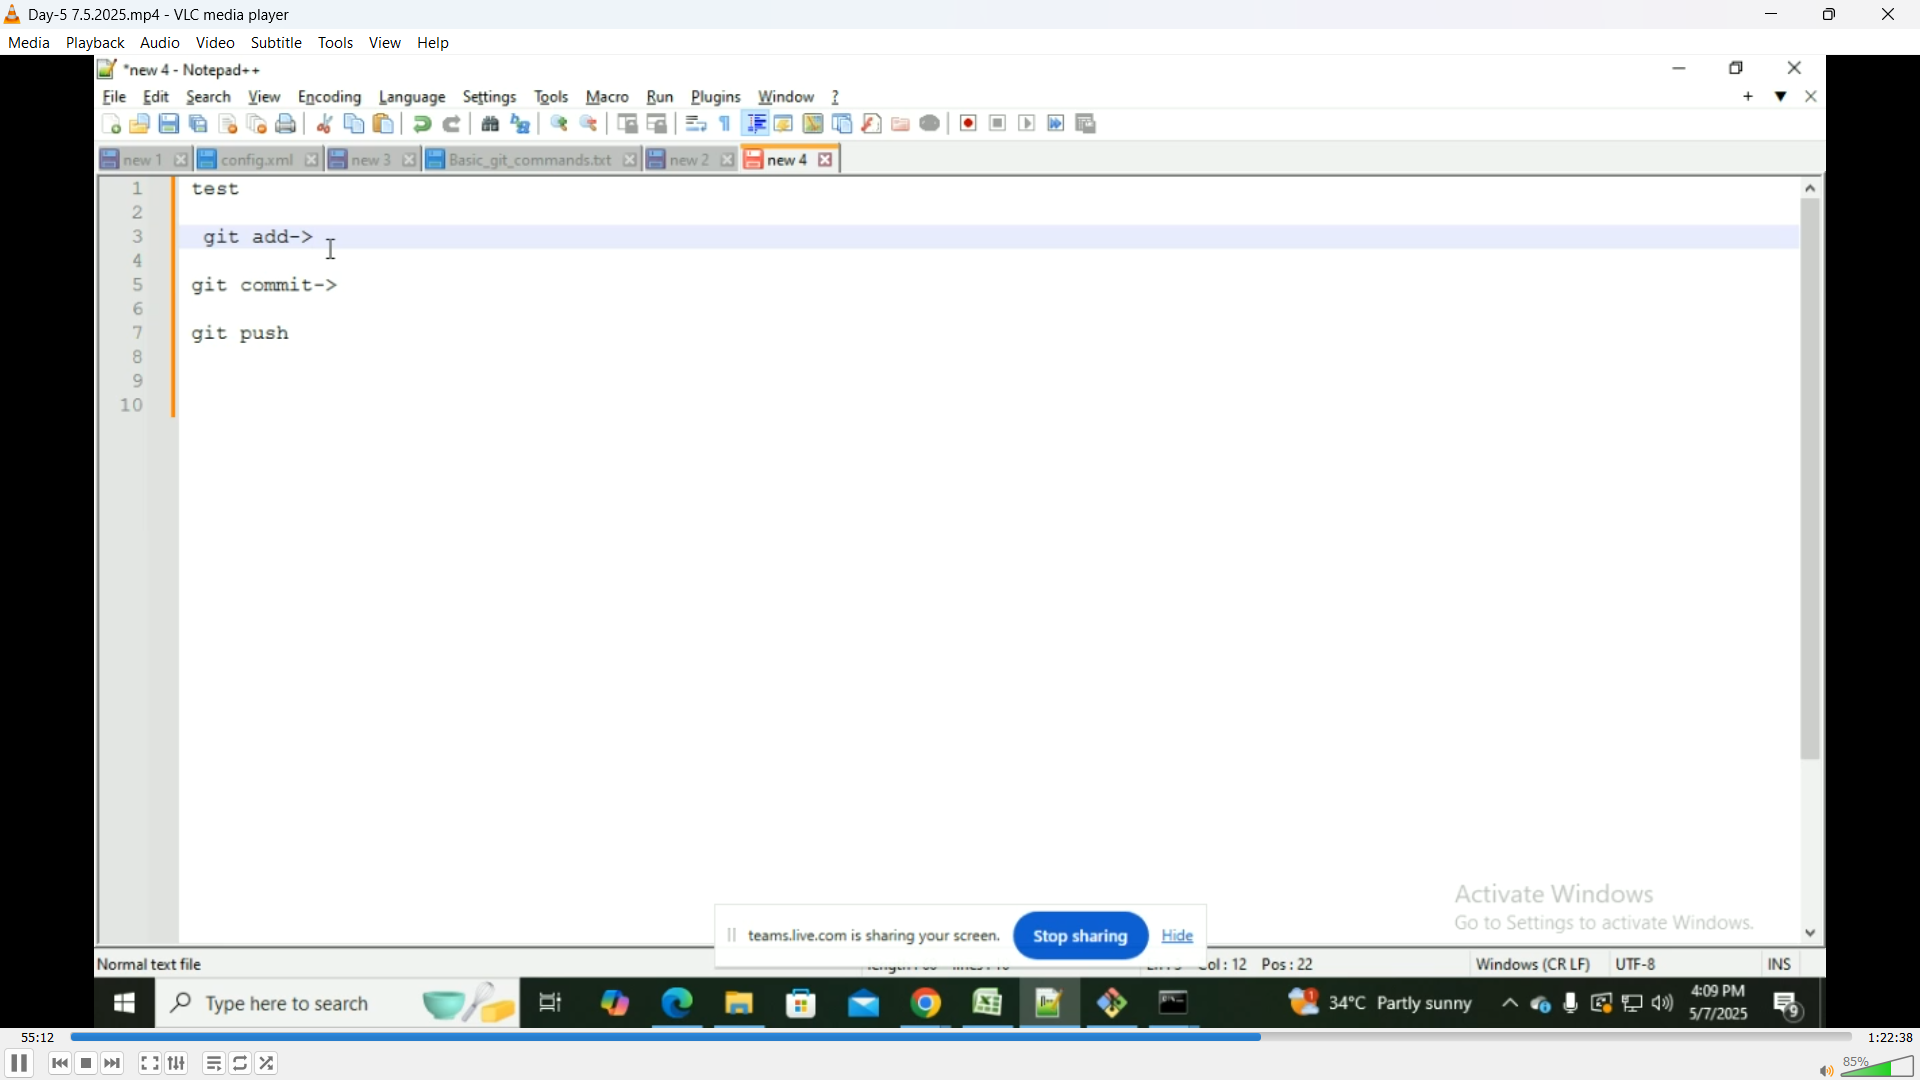 Day-5 7.5.2025.mp4 - VLC media player
Media Playback Audio Video Subtitle Tools View Help
*new 4 - Notepad++
File Edit Search View Encoding Language Settings Tools Macro Run Plugins Window ?
new 1 config.xml new 3 Basic_git_commands.txt new 2 new 4
1 test
2
3 git add->
4
5 git commit->
6
7 git push
8
9
10
Activate Windows
Go to Settings to activate Windows.
teams.live.com is sharing your screen. Stop sharing Hide
Normal text file Col : 12 Pos : 22 Windows (CR LF) UTF-8 INS
Type here to search 1 34°C Partly sunny 4:09 PM
5/7/2025 9
55:12 1:22:38
85%